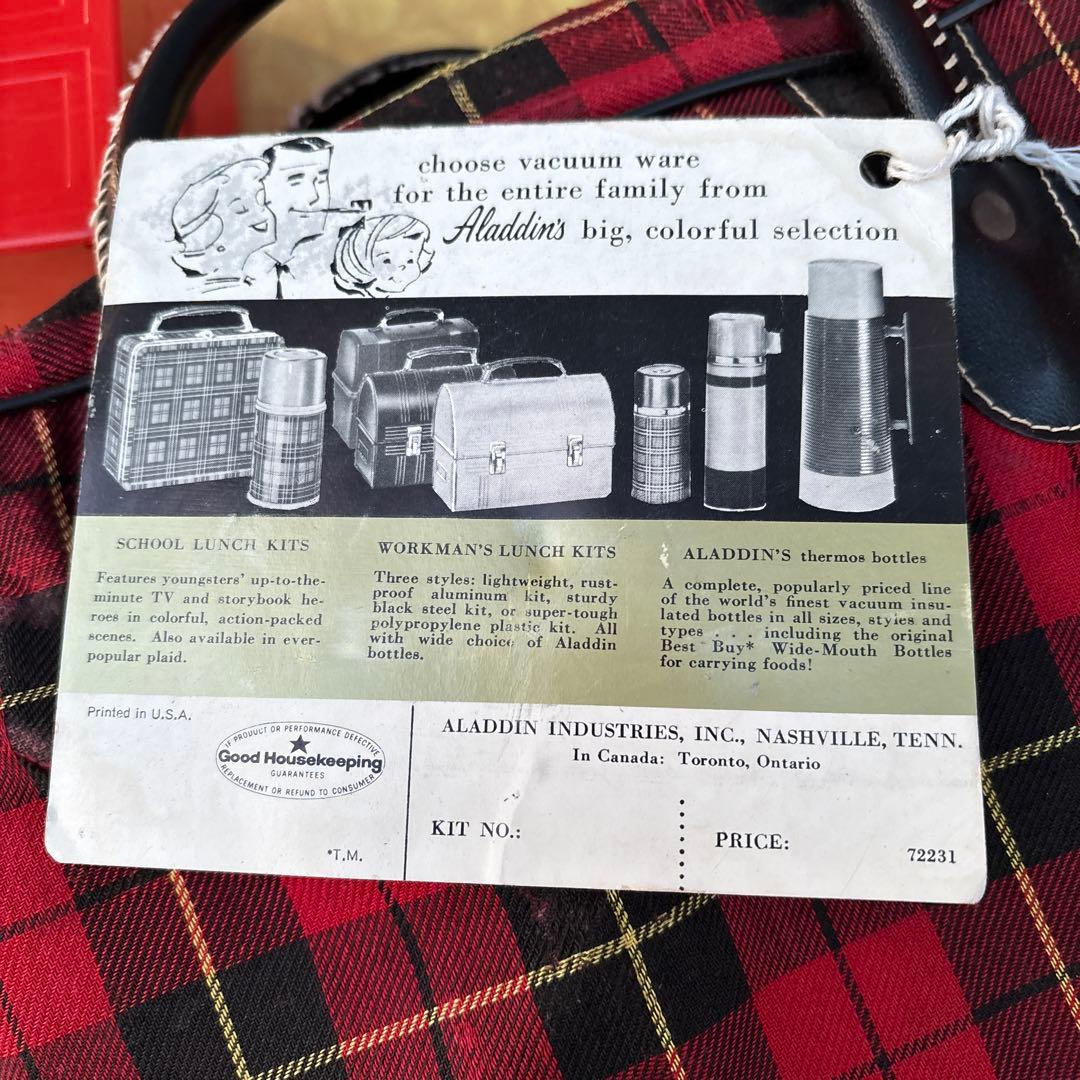 choose vacuum ware
for the entire family from
Aladdin's big, colorful selection
SCHOOL LUNCH KITS
Features youngsters' up-to-the-
minute TV and storybook he-
roes in colorful, action-packed
scenes. Also available in ever-
popular plaid.
WORKMAN'S LUNCH KITS
Three styles: lightweight, rust-
proof aluminum kit, sturdy
black steel kit, or super-tough
polypropylene plastic kit. All
with wide choice of Aladdin
bottles.
ALADDIN'S thermos bottles
A complete, popularly priced line
of the world's finest vacuum insu-
lated bottles in all sizes, styles and
types . . . including the original
Best Buy* Wide-Mouth Bottles
for carrying foods!
Printed in U.S.A.
IF PRODUCT OR PERFORMANCE DEFECTIVE,
Good Housekeeping
GUARANTEES
REPLACEMENT OR REFUND TO CONSUMER
*T.M.
ALADDIN INDUSTRIES, INC., NASHVILLE, TENN.
In Canada: Toronto, Ontario
KIT NO.:
PRICE:
72231